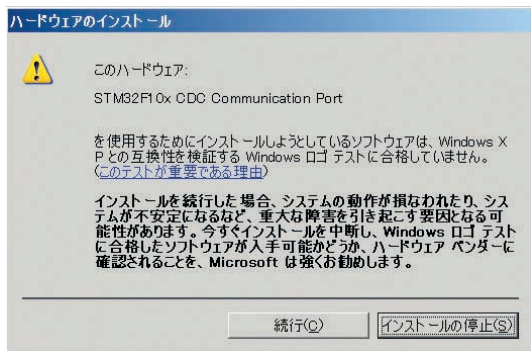 ハードウェアのインストール
このハードウェア:
STM32F10x CDC Communication Port
を使用するためにインストールしようとしているソフトウェアは、Windows X
P との互換性を検証する Windows ロゴ テストに合格していません。
(このテストが重要である理由)
インストールを続行した場合、システムの動作が損なわれたり、シス
テムが不安定になるなど、重大な障害を引き起こす要因となる可
能性があります。今すぐインストールを中断し、Windows ロゴ テスト
に合格したソフトウェアが入手可能かどうか、ハードウェア ベンダーに
確認されることを、Microsoft は強くお勧めします。
続行(C)
インストールの停止(S)